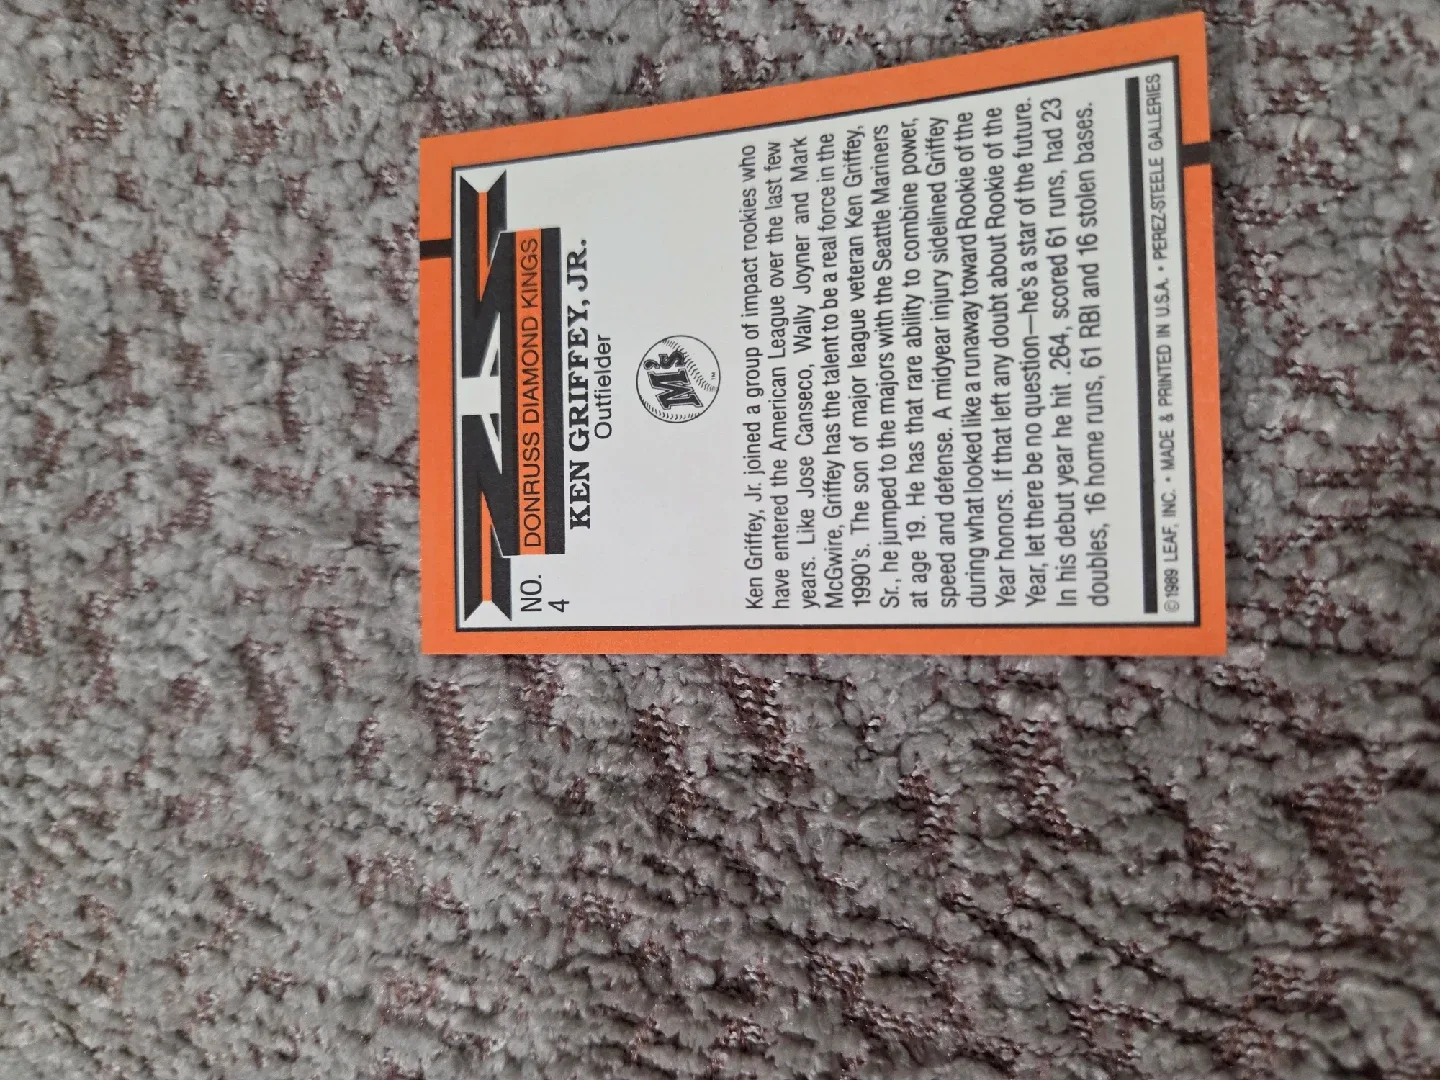 NO.
4
DONRUSS DIAMOND KINGS
KEN GRIFFEY, JR.
Outfielder
M's
™
Ken Griffey, Jr. joined a group of impact rookies who
have entered the American League over the last few
years. Like Jose Canseco, Wally Joyner and Mark
McGwire, Griffey has the talent to be a real force in the
1990's. The son of major league veteran Ken Griffey,
Sr., he jumped to the majors with the Seattle Mariners
at age 19. He has that rare ability to combine power,
speed and defense. A midyear injury sidelined Griffey
during what looked like a runaway toward Rookie of the
Year honors. If that left any doubt about Rookie of the
Year, let there be no question—he's a star of the future.
In his debut year he hit .264, scored 61 runs, had 23
doubles, 16 home runs, 61 RBI and 16 stolen bases.
©1989 LEAF, INC. • MADE & PRINTED IN U.S.A. • PEREZ-STEELE GALLERIES